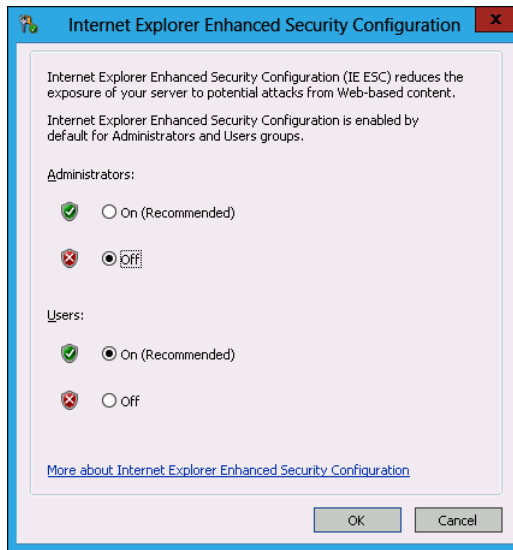 Internet Explorer Enhanced Security Configuration
x
Internet Explorer Enhanced Security Configuration (IE ESC) reduces the
exposure of your server to potential attacks from Web-based content.
Internet Explorer Enhanced Security Configuration is enabled by
default for Administrators and Users groups.
Administrators:
On (Recommended)
Off
Users:
On (Recommended)
Off
More about Internet Explorer Enhanced Security Configuration
OK
Cancel